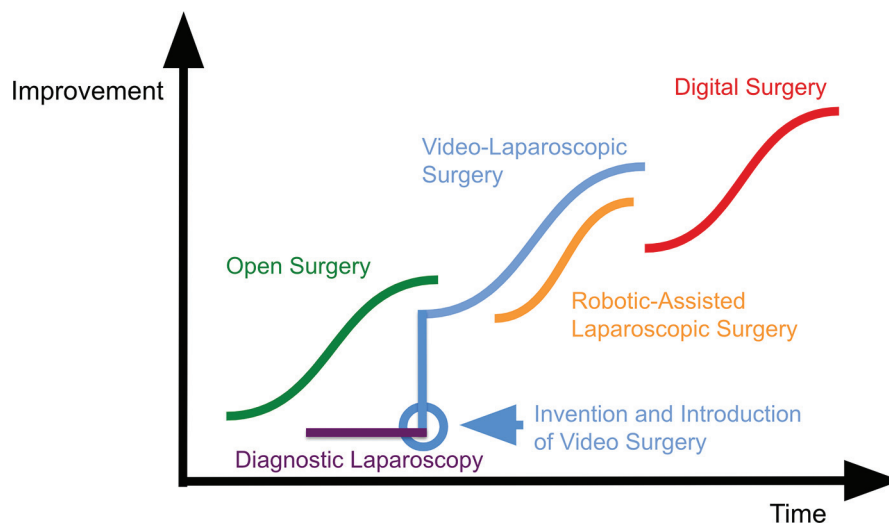 Improvement
Digital Surgery
Video-Laparoscopic
Surgery
Open Surgery
Robotic-Assisted
Laparoscopic Surgery
Invention and Introduction
of Video Surgery
Diagnostic Laparoscopy
Time